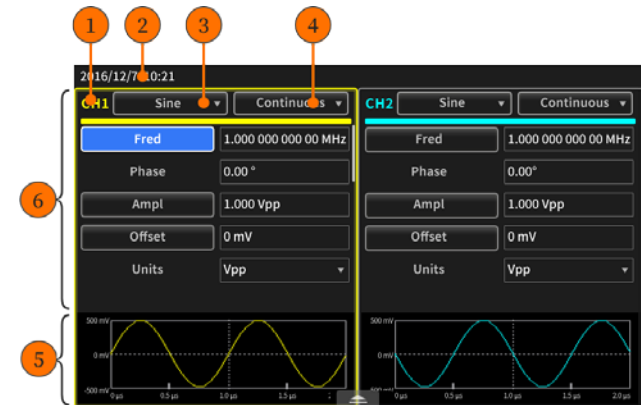 1 2 3 4
2016/12/7 10:21
CH1 Sine Continuous CH2 Sine Continuous
Fred 1.000 000 000 00 MHz Fred 1.000 000 000 00 MHz
Phase 0.00 ° Phase 0.00°
6 Ampl 1.000 Vpp Ampl 1.000 Vpp
Offset 0 mV Offset 0 mV
Units Vpp Units Vpp
500 mV 500 mV
5 0 mV 0 mV
-500 mV 0 μs 0.5 μs 1.0 μs 1.5 μs 0 μs 0.5 μs 1.0 μs 1.5 μs 2.0 μs